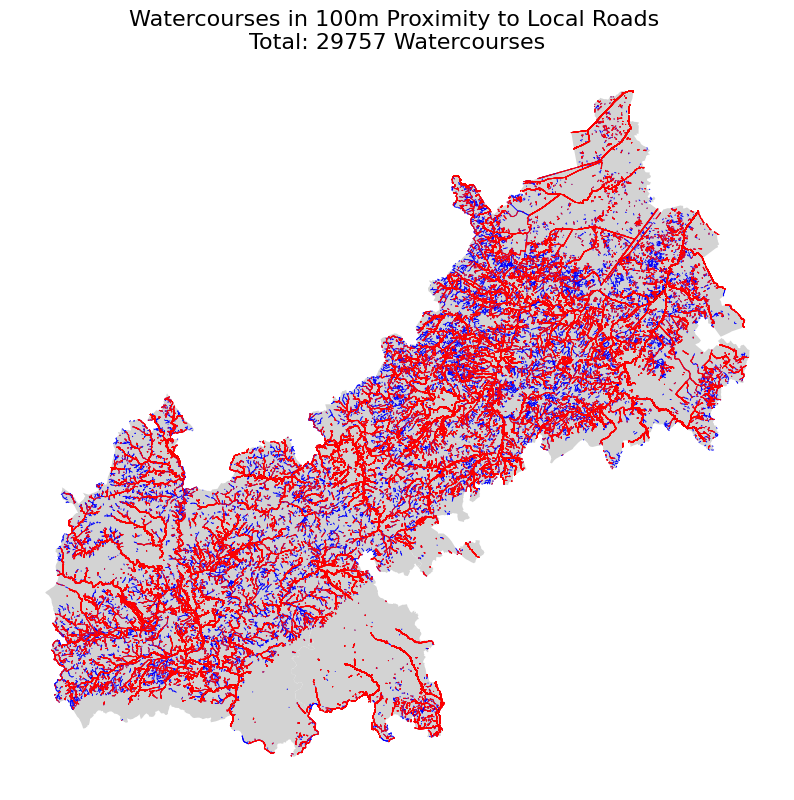 Watercourses in 100m Proximity to Local Roads
Total: 29757 Watercourses